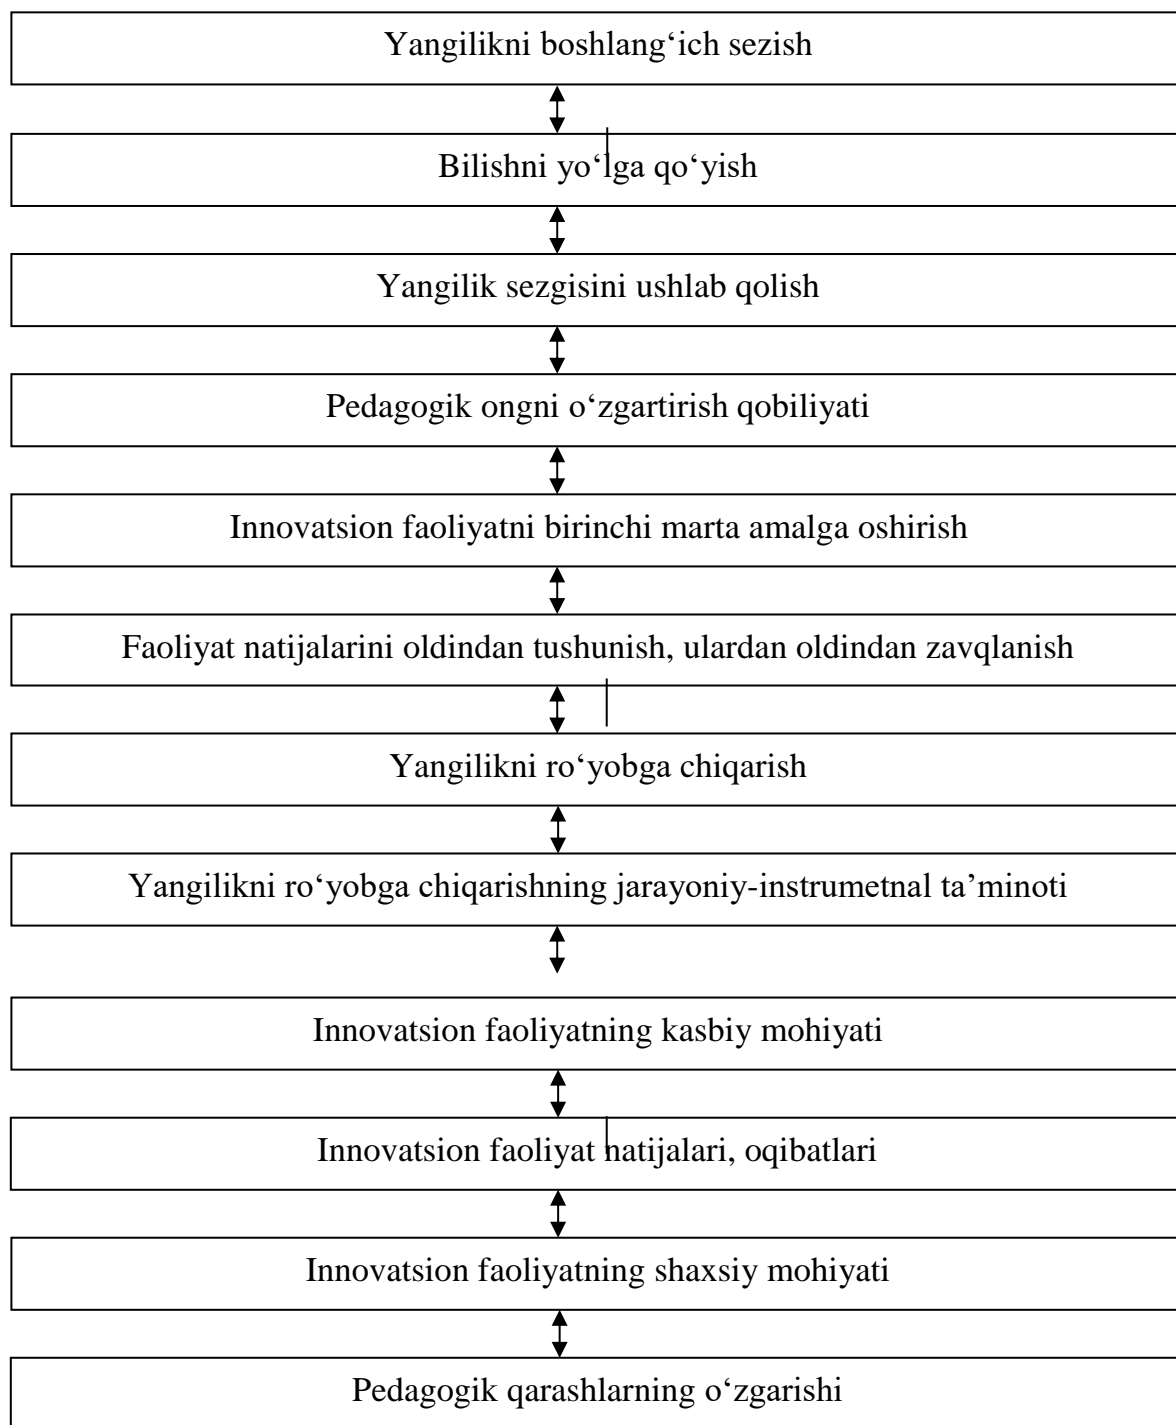 Yangilikni boshlang‘ich sezish
Bilishni yo‘lga qo‘yish
Yangilik sezgisini ushlab qolish
Pedagogik ongni o‘zgartirish qobiliyati
Innovatsion faoliyatni birinchi marta amalga oshirish
Faoliyat natijalarini oldindan tushunish, ulardan oldindan zavqlanish
Yangilikni ro‘yobga chiqarish
Yangilikni ro‘yobga chiqarishning jarayoniy-instrumetnal ta’minoti
Innovatsion faoliyatning kasbiy mohiyati
Innovatsion faoliyat natijalari, oqibatlari
Innovatsion faoliyatning shaxsiy mohiyati
Pedagogik qarashlarning o‘zgarishi